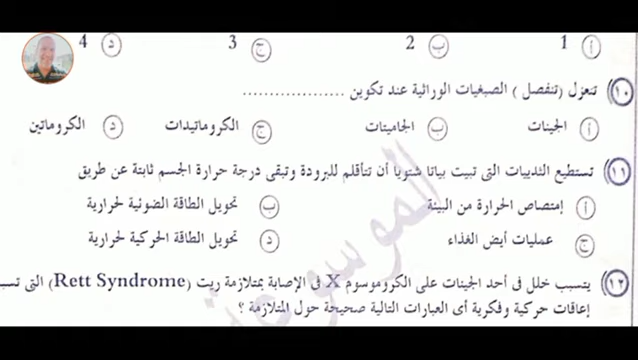 أ 1 ب 2 ج 3 د 4
(١٠) تنعزل (تنفصل ) الصبغيات الوراثية عند تكوين ...................
أ الجينات ب الجاميتات ج الكروماتيدات د الكروماتين
(١١) تستطيع الثدييات التى تبيت بياتا شتويا أن تتأقلم للبرودة وتبقى درجة حرارة الجسم ثابتة عن طريق
أ إمتصاص الحرارة من البيئة ب تحويل الطاقة الضوئية لحرارية
ج عمليات أيض الغذاء د تحويل الطاقة الحركية لحرارية
(١٢) يتسبب خلل فى أحد الجينات على الكروموسوم X فى الإصابة بمتلازمة ريت (Rett Syndrome) التى تسب
إعاقات حركية وفكرية أى العبارات التالية صحيحة حول المتلازمة ؟